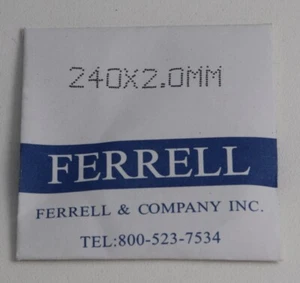 240X2.0MM
FERRELL
FERRELL & COMPANY INC.
TEL:800-523-7534